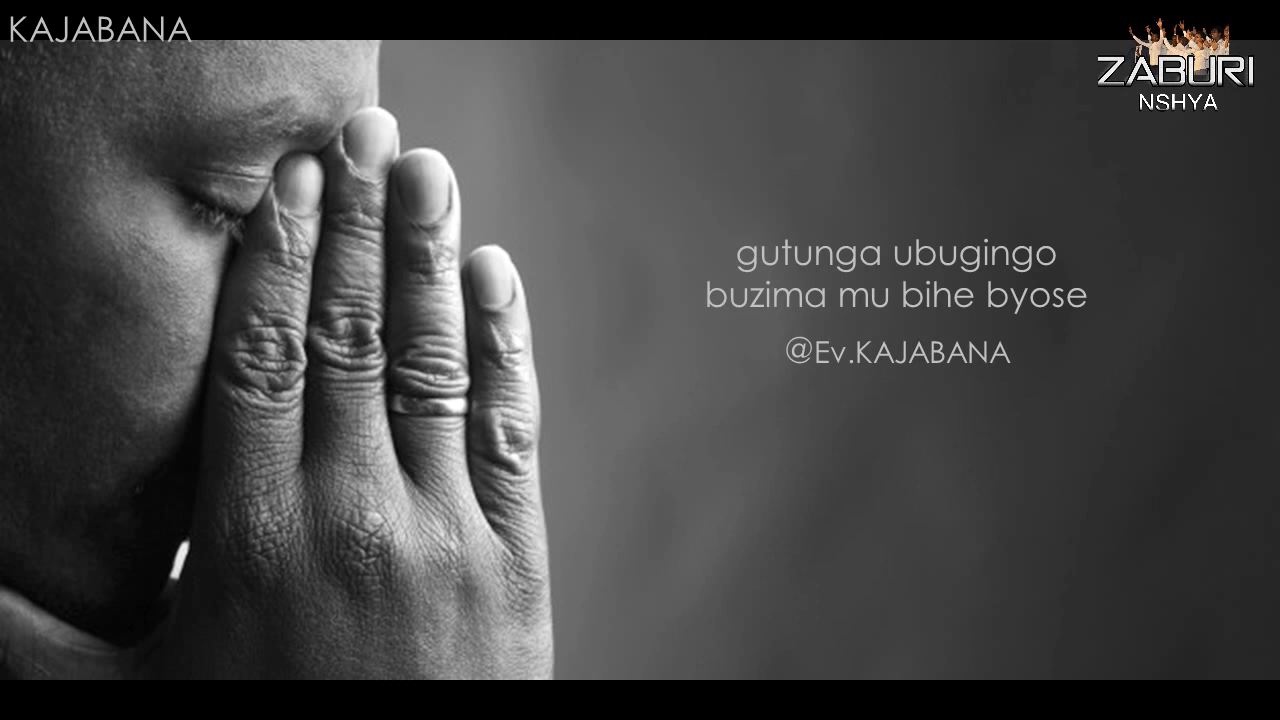 KAJABANA
ZABURI
NSHYA
gutunga ubugingo
buzima mu bihe byose
@Ev.KAJABANA